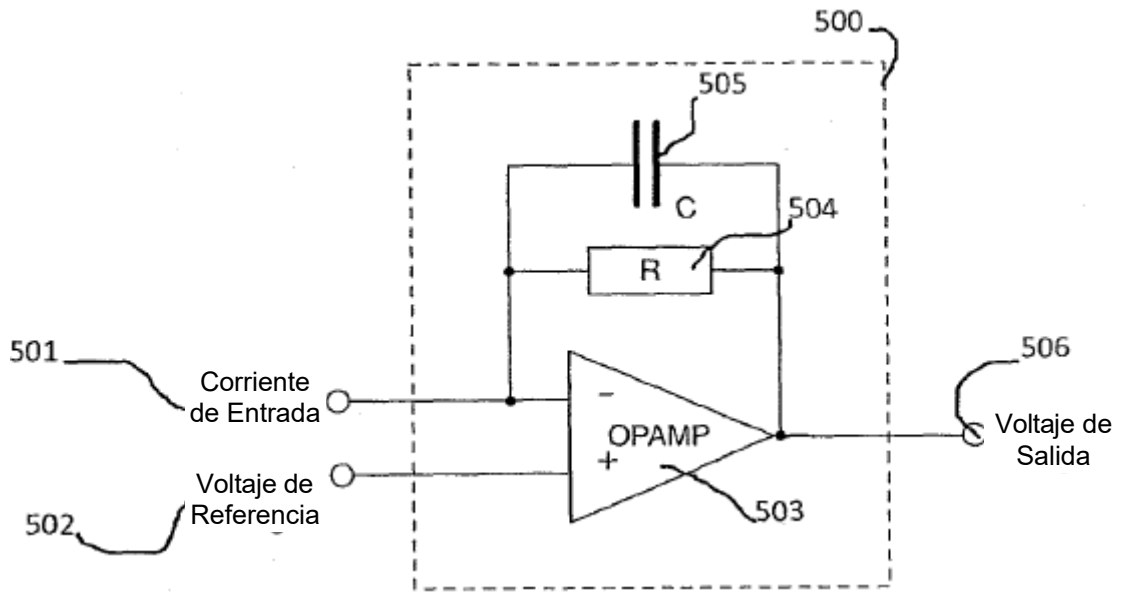 500
505
C
504
R
501
Corriente
de Entrada
−
OPAMP
+
506
Voltaje de
Salida
Voltaje de
Referencia
502
503